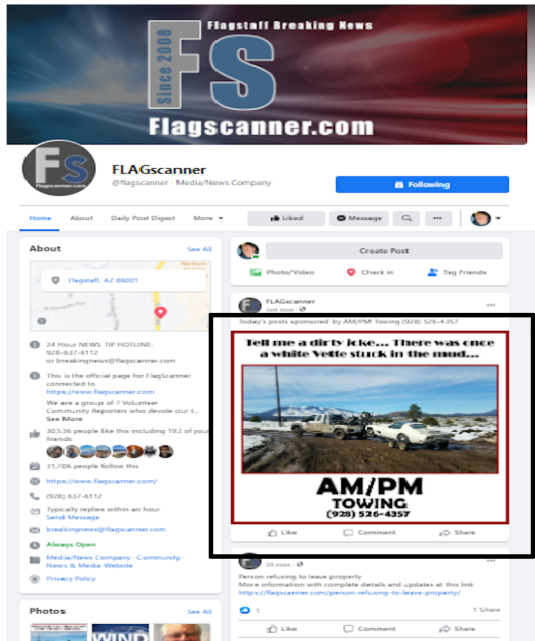 Flagstaff Breaking News
Since 2008
FS
Flagscanner.com
FS
Flagscanner.com
FLAGscanner
@flagscanner · Media/News Company
Following
Home About Daily Post Digest More
Liked Message ...
About See All
Flagstaff, AZ 86001
24 Hour NEWS TIP HOTLINE:
928-637-6112
or breakingnews@flagscanner.com
This is the official page for FlagScanner
connected to
https://www.flagscanner.com
We are a group of 7 Volunteer
Community Reporters who devote our t...
See More
30,536 people like this including 192 of your
friends
31,706 people follow this
https://www.flagscanner.com/
(928) 637-6112
Typically replies within an hour
Send Message
breakingnews@flagscanner.com
Always Open
Media/News Company · Community ·
News & Media Website
Privacy Policy
Photos See All
WIND
Create Post
Photo/Video Check in Tag Friends
FLAGscanner
Just now ·
...
Today's posts sponsored by AM/PM Towing (928) 526-4357
Tell me a dirty joke... There was once
a white Vette stuck in the mud...
AM/PM
TOWING
(928) 526-4357
Like Comment Share
20 mins ·
...
Person refusing to leave property
More information with complete details and updates at this link
https://flagscanner.com/person-refusing-to-leave-property/
1 1 Share
Like Comment Share